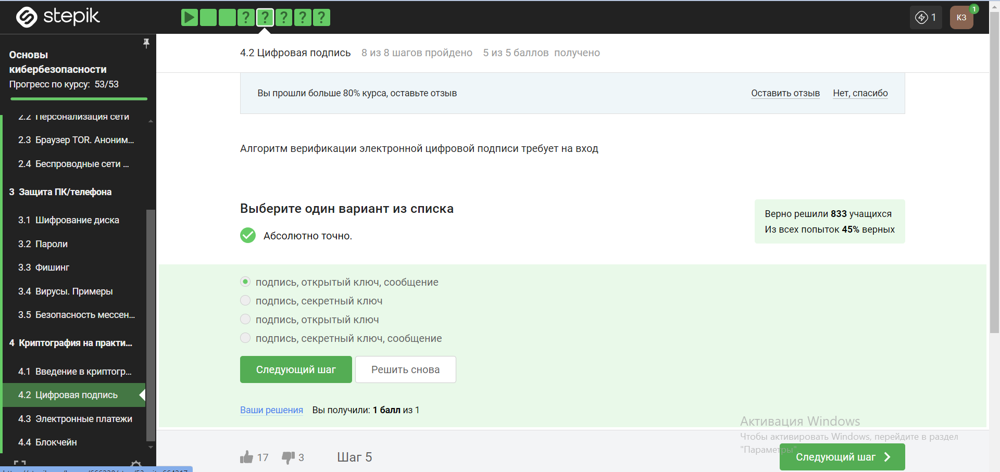 stepik
1
КЗ
1
Основы
кибербезопасности
Прогресс по курсу: 53/53
2.2 Персонализация сети
2.3 Браузер TOR. Аноним...
2.4 Беспроводные сети ...
3 Защита ПК/телефона
3.1 Шифрование диска
3.2 Пароли
3.3 Фишинг
3.4 Вирусы. Примеры
3.5 Безопасность мессен...
4 Криптография на практи...
4.1 Введение в криптогр...
4.2 Цифровая подпись
4.3 Электронные платежи
4.4 Блокчейн
4.2 Цифровая подпись 8 из 8 шагов пройдено 5 из 5 баллов получено
Вы прошли больше 80% курса, оставьте отзыв Оставить отзыв Нет, спасибо
Алгоритм верификации электронной цифровой подписи требует на вход
Выберите один вариант из списка
Абсолютно точно.
Верно решили 833 учащихся
Из всех попыток 45% верных
подпись, открытый ключ, сообщение
подпись, секретный ключ
подпись, открытый ключ
подпись, секретный ключ, сообщение
Следующий шаг Решить снова
Ваши решения Вы получили: 1 балл из 1
Активация Windows
Чтобы активировать Windows, перейдите в раздел
"Параметры".
17 3 Шаг 5
Следующий шаг